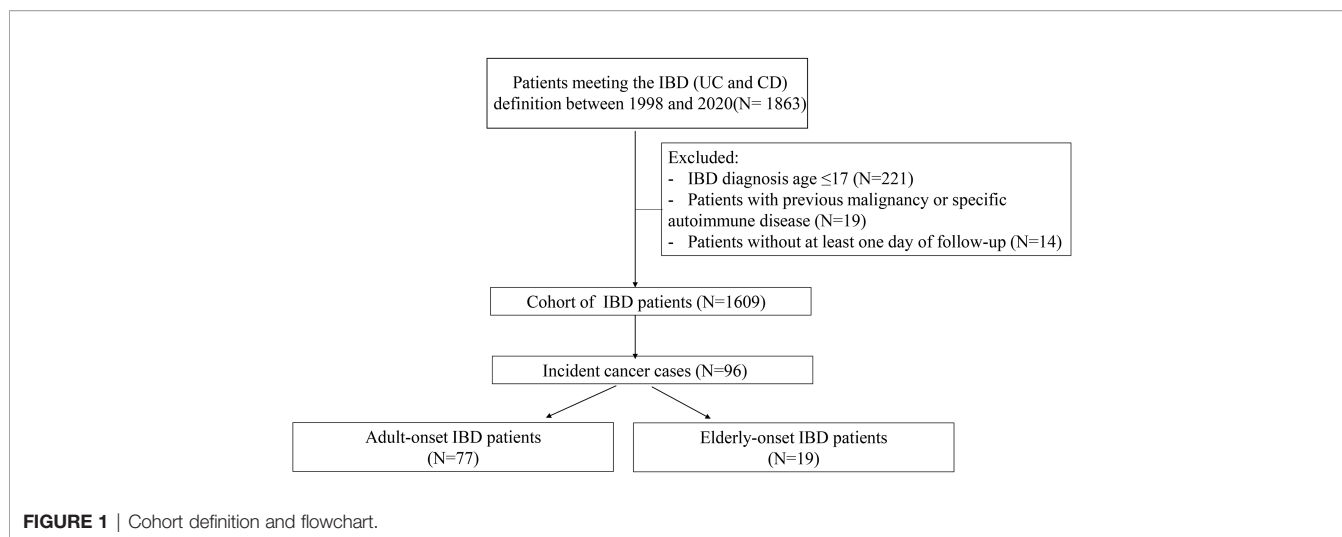 Patients meeting the IBD (UC and CD)
definition between 1998 and 2020(N= 1863)
Excluded:
- IBD diagnosis age ≤17 (N=221)
- Patients with previous malignancy or specific
autoimmune disease (N=19)
- Patients without at least one day of follow-up (N=14)
Cohort of IBD patients (N=1609)
Incident cancer cases (N=96)
Adult-onset IBD patients
(N=77)
Elderly-onset IBD patients
(N=19)
FIGURE 1 | Cohort definition and flowchart.